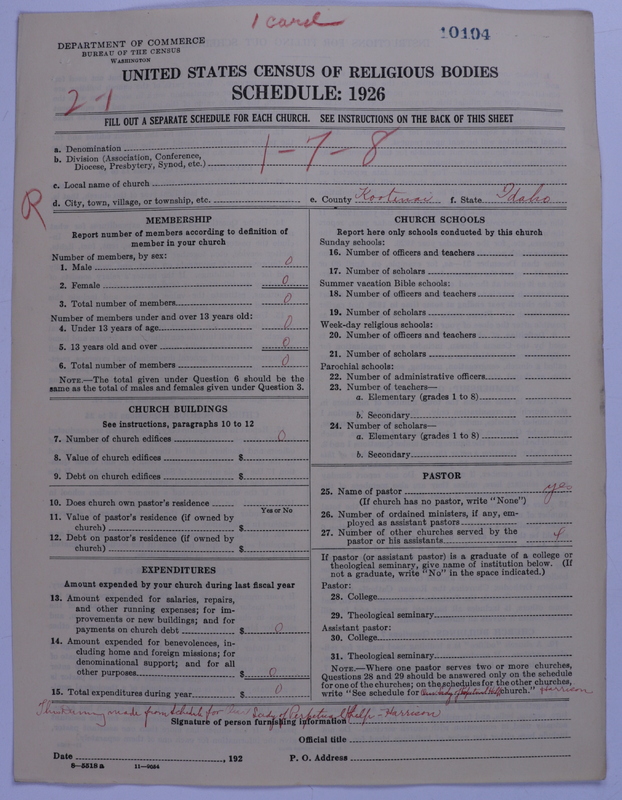 1 card
10104
DEPARTMENT OF COMMERCE
BUREAU OF THE CENSUS
WASHINGTON
UNITED STATES CENSUS OF RELIGIOUS BODIES
2-1
SCHEDULE: 1926
FILL OUT A SEPARATE SCHEDULE FOR EACH CHURCH. SEE INSTRUCTIONS ON THE BACK OF THIS SHEET
a. Denomination
1-7-8
b. Division (Association, Conference,
Diocese, Presbytery, Synod, etc.)
c. Local name of church
R
d. City, town, village, or township, etc. e. County Kootenai f. State Idaho
MEMBERSHIP
Report number of members according to definition of
member in your church
Number of members, by sex:
1. Male 0
2. Female 0
3. Total number of members 0
Number of members under and over 13 years old:
4. Under 13 years of age 0
5. 13 years old and over 0
6. Total number of members 0
NOTE.—The total given under Question 6 should be the
same as the total of males and females given under Question 3.
CHURCH BUILDINGS
See instructions, paragraphs 10 to 12
7. Number of church edifices 0
8. Value of church edifices $
9. Debt on church edifices $
10. Does church own pastor's residence
Yes or No
11. Value of pastor's residence (if owned by
church) $
12. Debt on pastor's residence (if owned by
church) $
EXPENDITURES
Amount expended by your church during last fiscal year
13. Amount expended for salaries, repairs,
and other running expenses; for im-
provements or new buildings; and for
payments on church debt $ 0
14. Amount expended for benevolences, in-
cluding home and foreign missions; for
denominational support; and for all
other purposes $ 0
15. Total expenditures during year $ 0
CHURCH SCHOOLS
Report here only schools conducted by this church
Sunday schools:
16. Number of officers and teachers
17. Number of scholars
Summer vacation Bible schools:
18. Number of officers and teachers
19. Number of scholars
Week-day religious schools:
20. Number of officers and teachers
21. Number of scholars
Parochial schools:
22. Number of administrative officers
23. Number of teachers—
a. Elementary (grades 1 to 8)
b. Secondary
24. Number of scholars—
a. Elementary (grades 1 to 8)
b. Secondary
PASTOR
25. Name of pastor yes
(If church has no pastor, write "None")
26. Number of ordained ministers, if any, em-
ployed as assistant pastors
27. Number of other churches served by the
pastor or his assistants
If pastor (or assistant pastor) is a graduate of a college or
theological seminary, give name of institution below. (If
not a graduate, write "No" in the space indicated.)
Pastor:
28. College
29. Theological seminary
Assistant pastor:
30. College
31. Theological seminary
NOTE.—Where one pastor serves two or more churches,
Questions 28 and 29 should be answered only on the schedule
for one of the churches; on the schedules for the other churches,
write "See schedule for Our Lady of Perpetual Help church." Harrison
made from schedule for Our Lady of Perpetual Help - Harrison
Signature of person furnishing information
Official title
Date , 192 P. O. Address
8—5518 a 11—9664